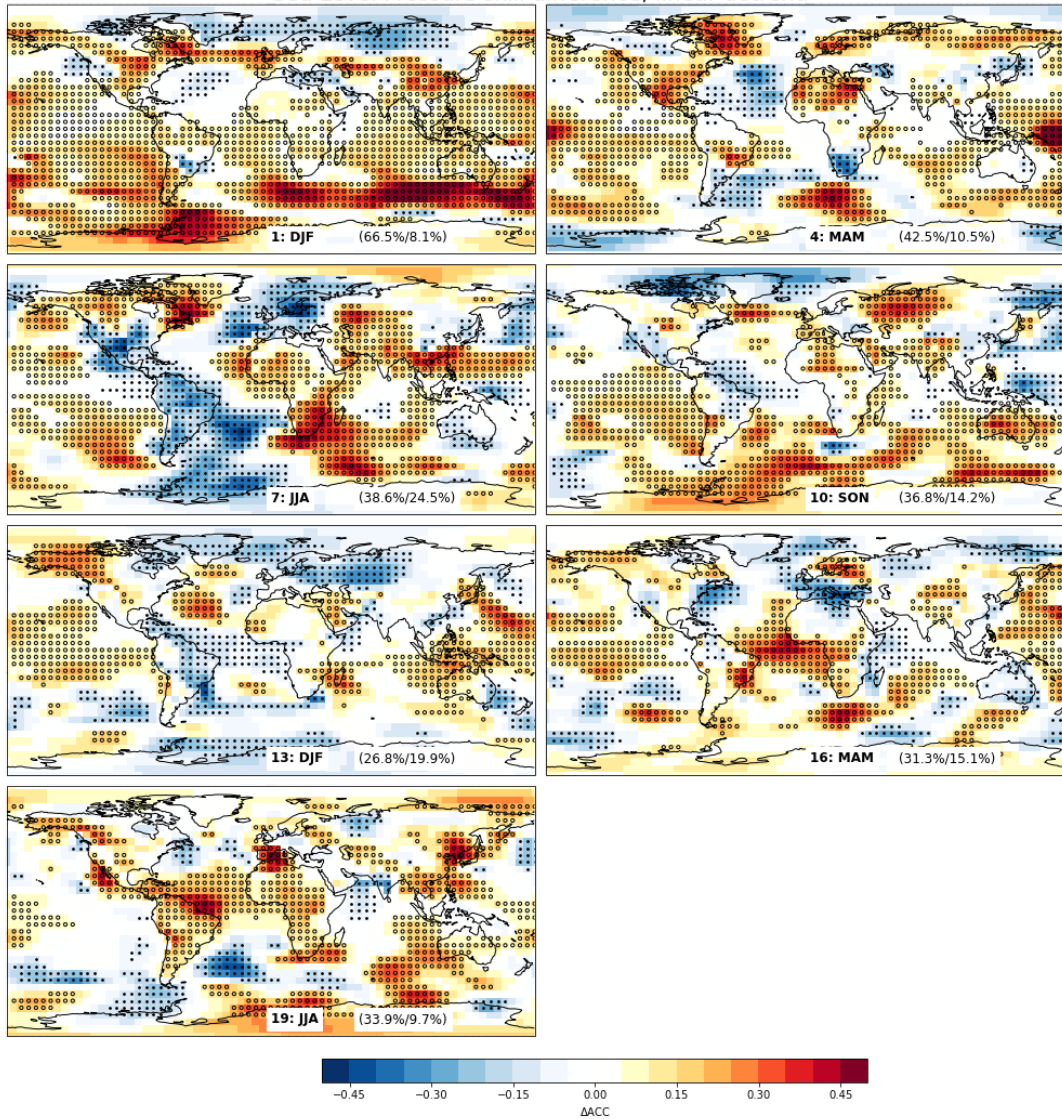 1: DJF (66.5%/8.1%)
4: MAM (42.5%/10.5%)
7: JJA (38.6%/24.5%)
10: SON (36.8%/14.2%)
13: DJF (26.8%/19.9%)
16: MAM (31.3%/15.1%)
19: JJA (33.9%/9.7%)
−0.45 −0.30 −0.15 0.00 0.15 0.30 0.45
ΔACC